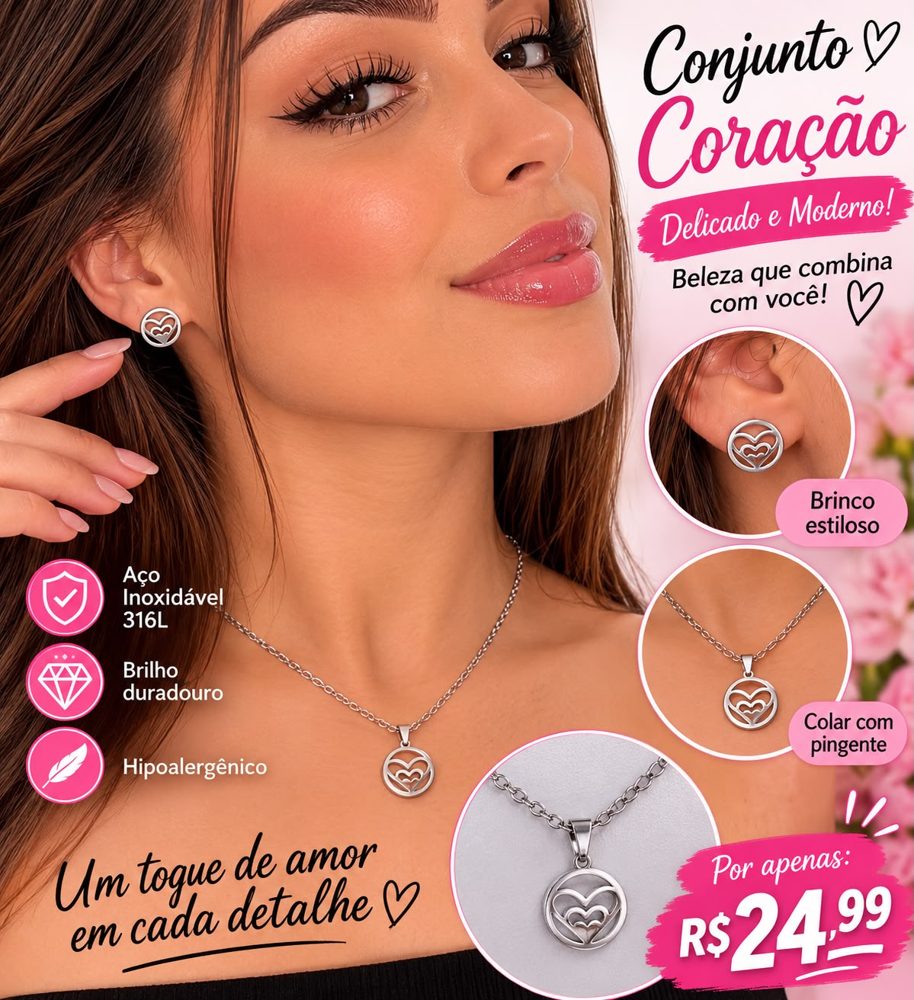 Conjunto
Coração
Delicado e Moderno!
Beleza que combina
com você!
Brinco
estiloso
Aço
Inoxidável
316L
Brilho
duradouro
Hipoalergênico
Colar com
pingente
Um toque de amor
em cada detalhe
Por apenas:
R$24,99